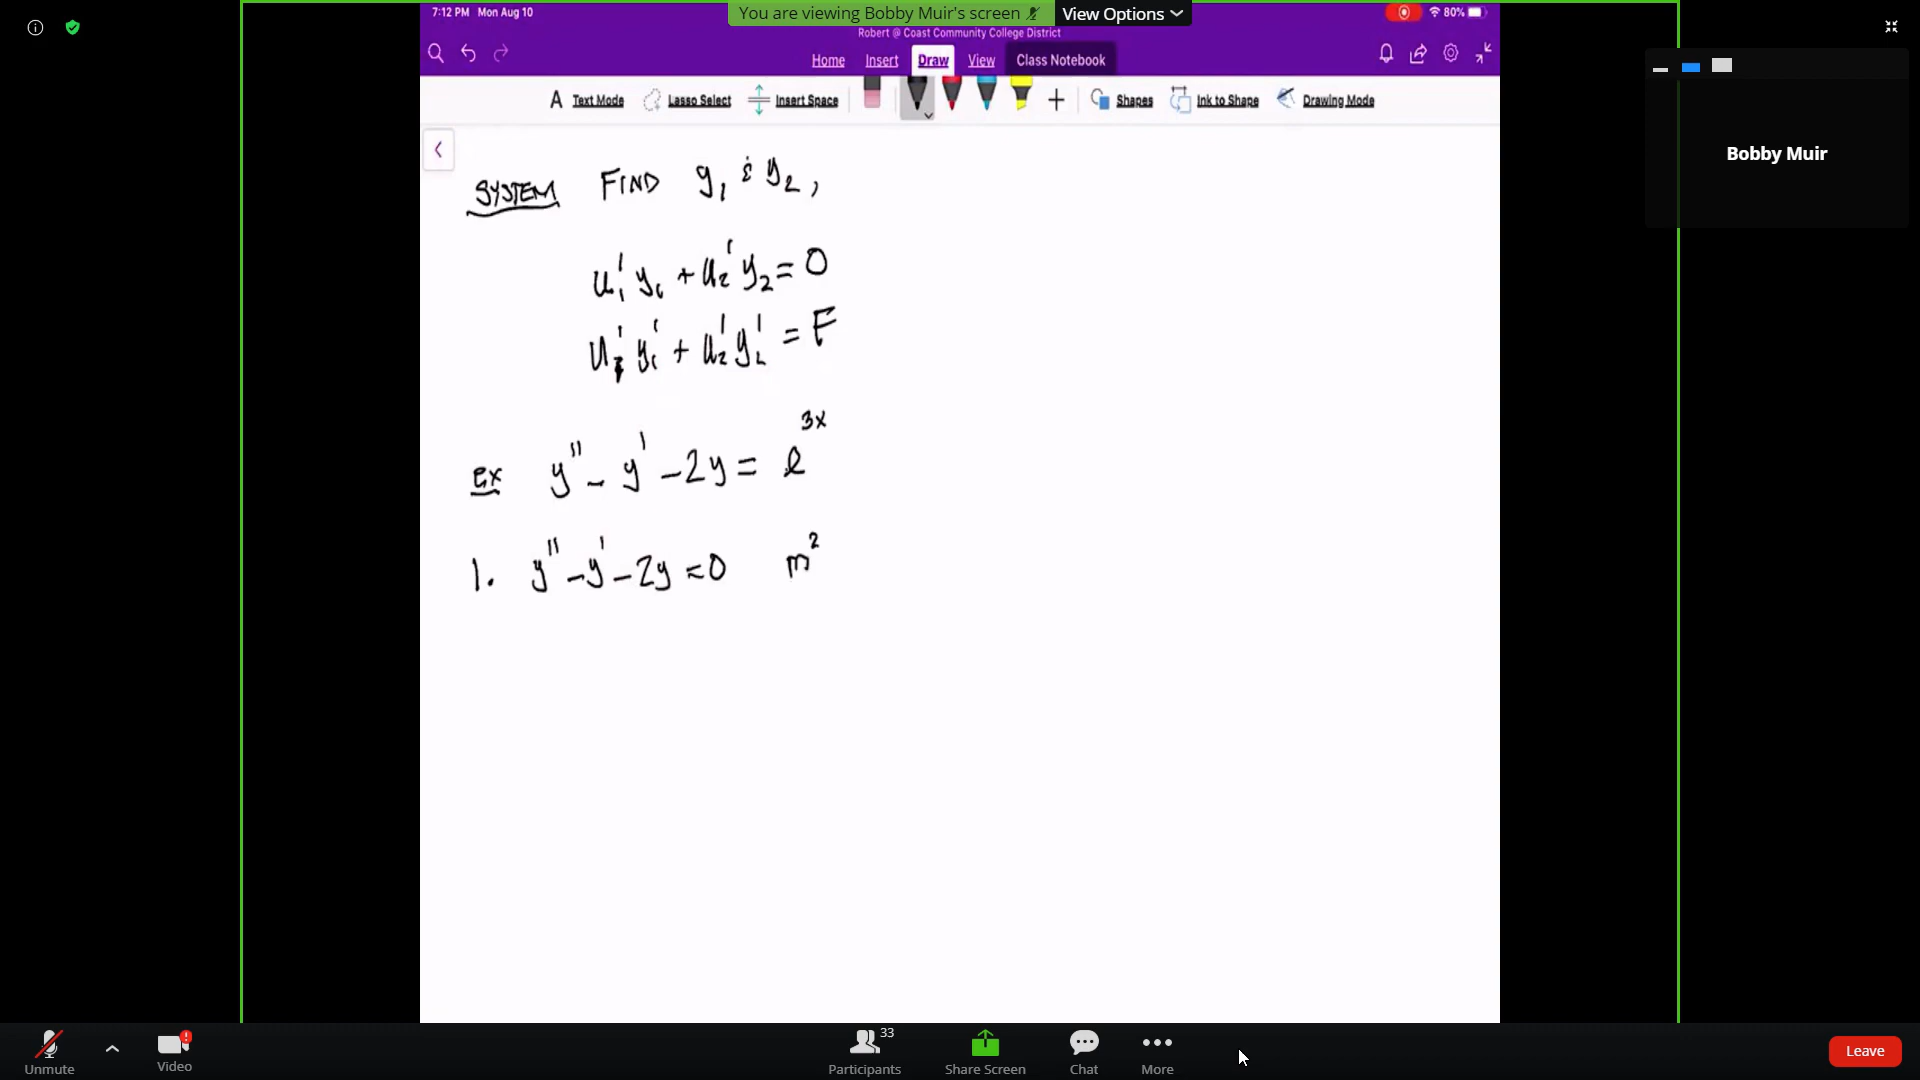 7:12 PM Mon Aug 10
You are viewing Bobby Muir's screen
View Options
80%
Robert @ Coast Community College District
Home Insert Draw View Class Notebook
A Text Mode Lasso Select Insert Space Shapes Ink to Shape Drawing Mode
Bobby Muir
SYSTEM FIND y₁ & y₂,
u₁' y₁ + u₂' y₂ = 0
u₁' y₁' + u₂' y₂' = F
ex y'' - y' - 2y = e^{3x}
1. y'' - y' - 2y = 0 m²
Unmute
Video
Participants 33
Share Screen
Chat
More
Leave